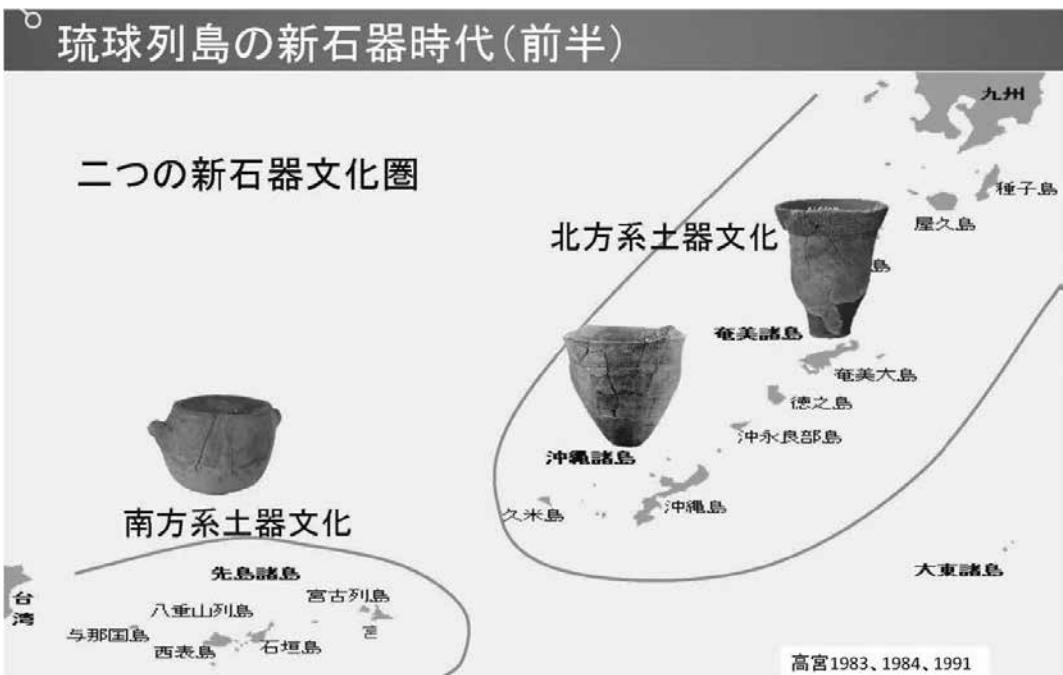 琉球列島の新石器時代(前半)
二つの新石器文化圏
九州
種子島
屋久島
北方系土器文化
島
奄美諸島
奄美大島
徳之島
沖永良部島
沖縄諸島
久米島
沖縄島
大東諸島
南方系土器文化
先島諸島
宮古列島
宮
八重山列島
与那国島
西表島
石垣島
台湾
高宮1983、1984、1991